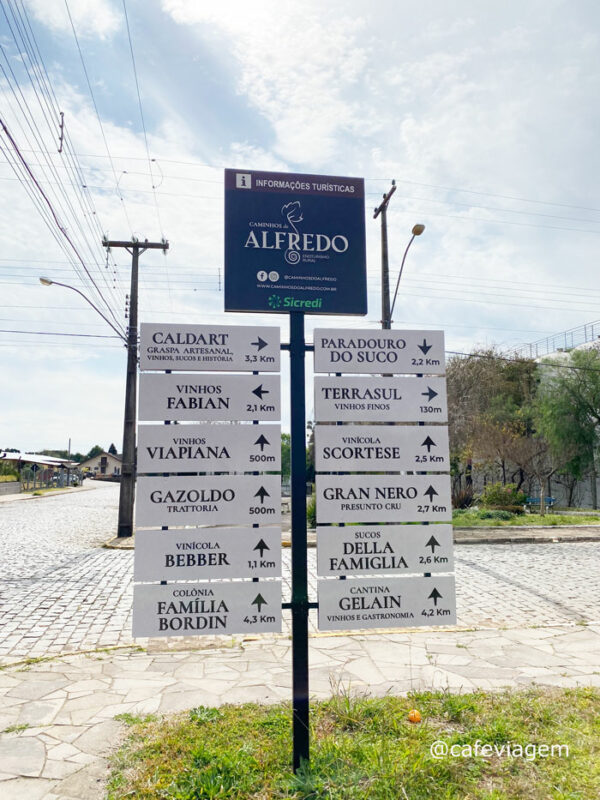 i INFORMAÇÕES TURÍSTICAS
CAMINHOS de
ALFREDO
ENOTURISMO
RURAL
@CAMINHOSDOALFREDO
Sicredi
CALDART
GRASPA ARTESANAL,
VINHOS, SUCOS E HISTÓRIA
3,3 Km
VINHOS
FABIAN
2,1 Km
VINHOS
VIAPIANA
500m
GAZOLDO
TRATTORIA
500m
VINÍCOLA
BEBBER
1,1 Km
COLÔNIA
FAMÍLIA
BORDIN
4,3 Km
PARADOURO
DO SUCO
2,2 Km
TERRASUL
VINHOS FINOS
130m
VINÍCOLA
SCORTESE
2,5 Km
GRAN NERO
PRESUNTO CRU
2,7 Km
SUCOS
DELLA
FAMIGLIA
2,6 Km
CANTINA
GELAIN
VINHOS E GASTRONOMIA
4,2 Km
@cafeviagem